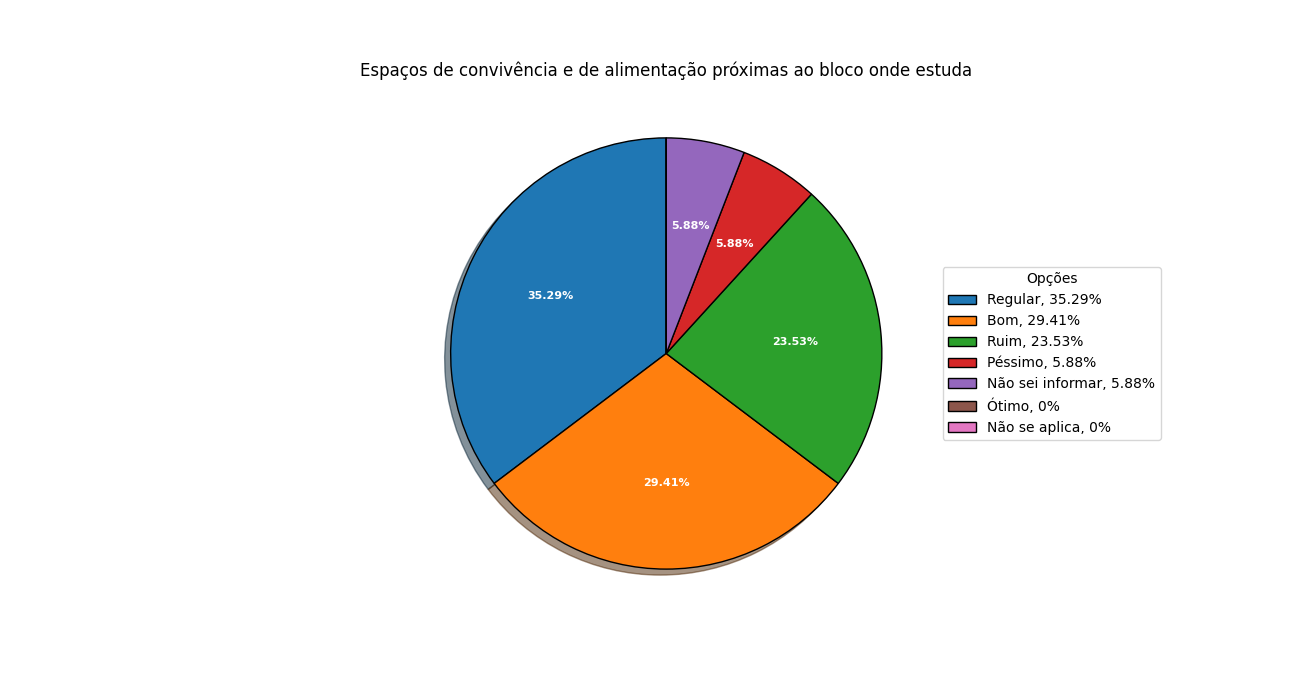 Espaços de convivência e de alimentação próximas ao bloco onde estuda
5.88%
5.88%
35.29%
23.53%
29.41%
Opções
Regular, 35.29%
Bom, 29.41%
Ruim, 23.53%
Péssimo, 5.88%
Não sei informar, 5.88%
Ótimo, 0%
Não se aplica, 0%